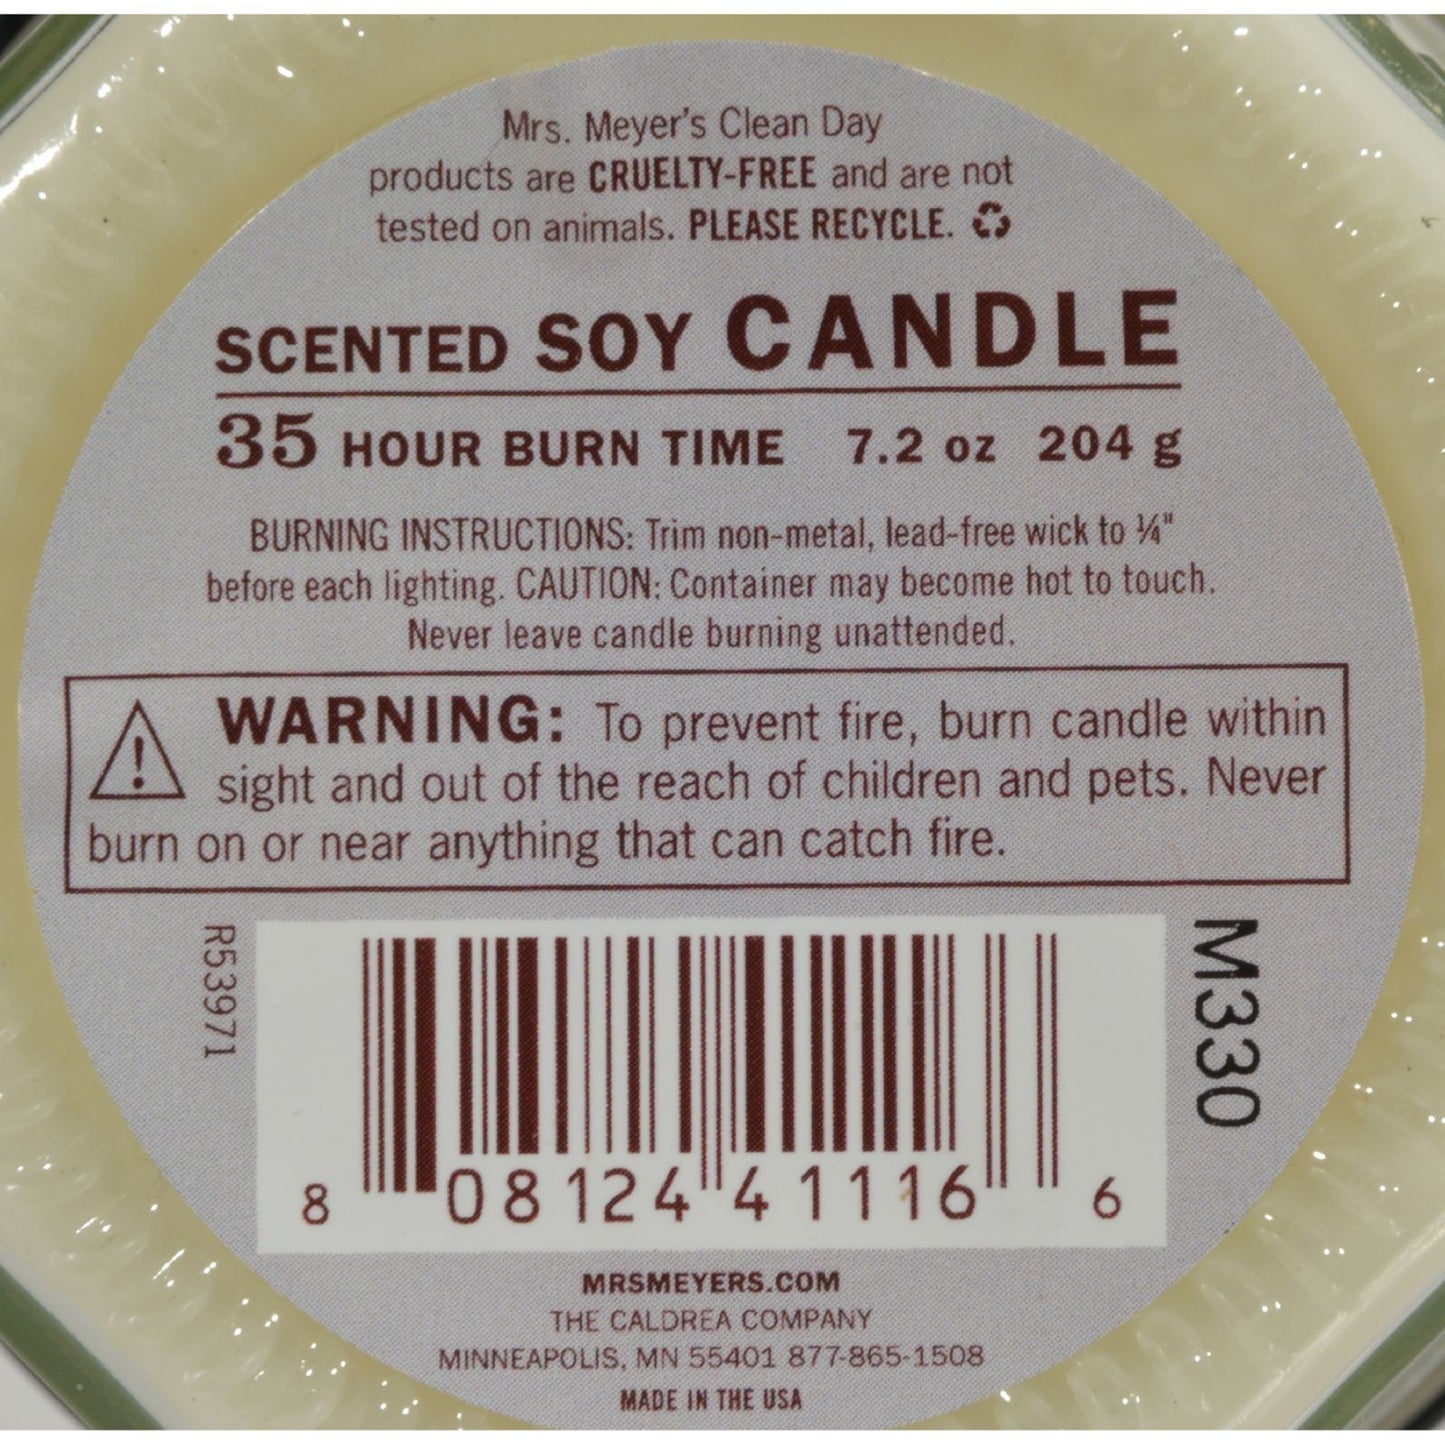 Mrs. Meyer's Clean Day
products are CRUELTY-FREE and are not
tested on animals. PLEASE RECYCLE.
SCENTED SOY CANDLE
35 HOUR BURN TIME 7.2 oz 204 g
BURNING INSTRUCTIONS: Trim non-metal, lead-free wick to ¼"
before each lighting. CAUTION: Container may become hot to touch.
Never leave candle burning unattended.
WARNING: To prevent fire, burn candle within
sight and out of the reach of children and pets. Never
burn on or near anything that can catch fire.
R53971
M330
8 08124 41116 6
MRSMEYERS.COM
THE CALDREA COMPANY
MINNEAPOLIS, MN 55401 877-865-1508
MADE IN THE USA